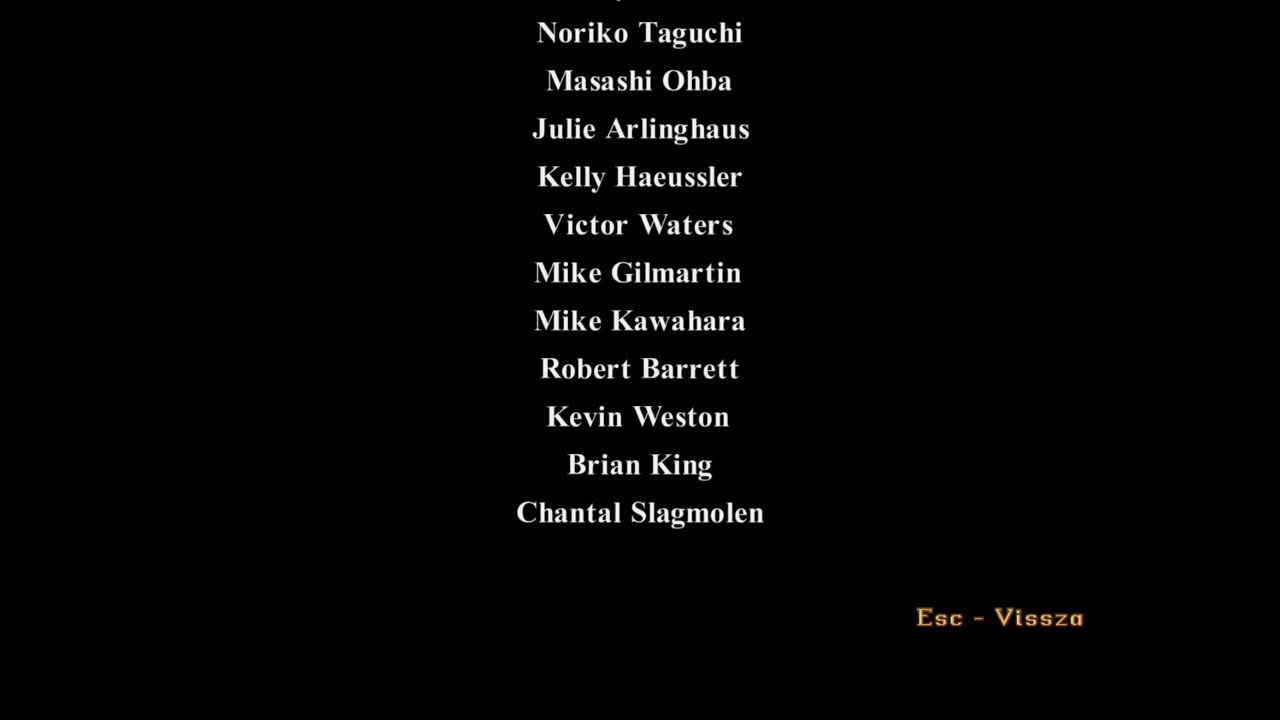 Noriko Taguchi
Masashi Ohba
Julie Arlinghaus
Kelly Haeussler
Victor Waters
Mike Gilmartin
Mike Kawahara
Robert Barrett
Kevin Weston
Brian King
Chantal Slagmolen
Esc - Vissza